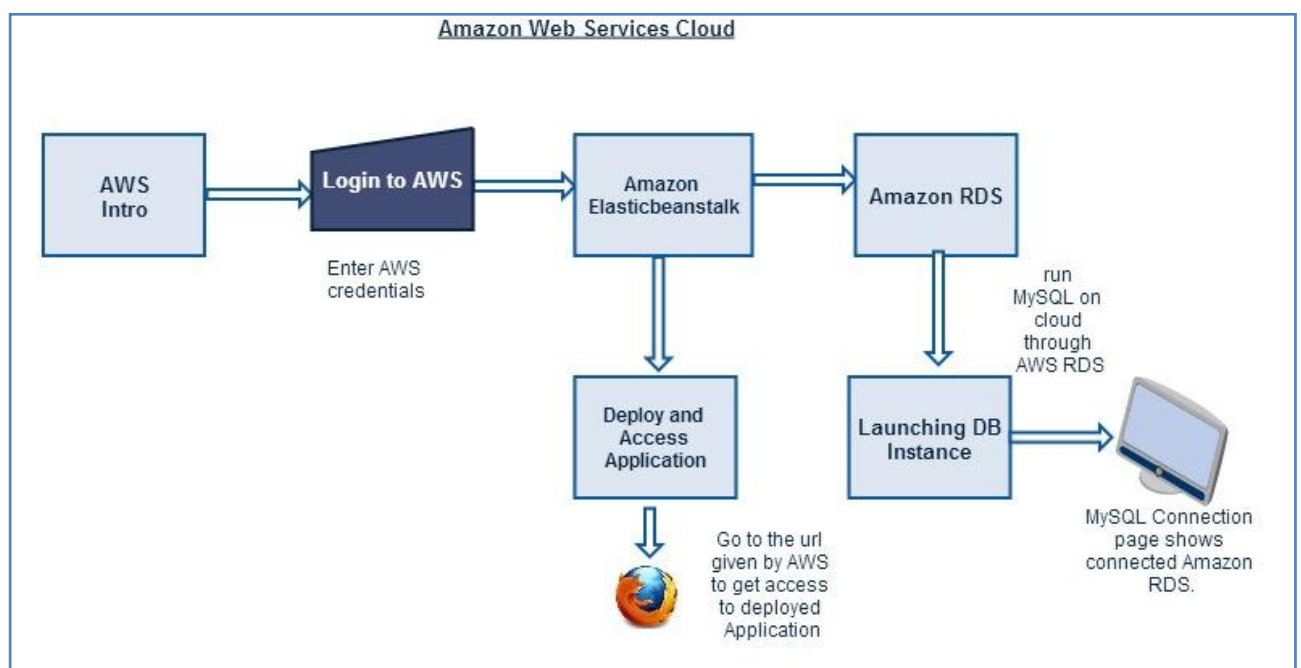 Amazon Web Services Cloud
AWS
Intro
Login to AWS
Enter AWS
credentials
Amazon
Elasticbeanstalk
Amazon RDS
run
MySQL on
cloud
through
AWS RDS
Deploy and
Access
Application
Launching DB
Instance
Go to the url
given by AWS
to get access
to deployed
Application
MySQL Connection
page shows
connected Amazon
RDS.